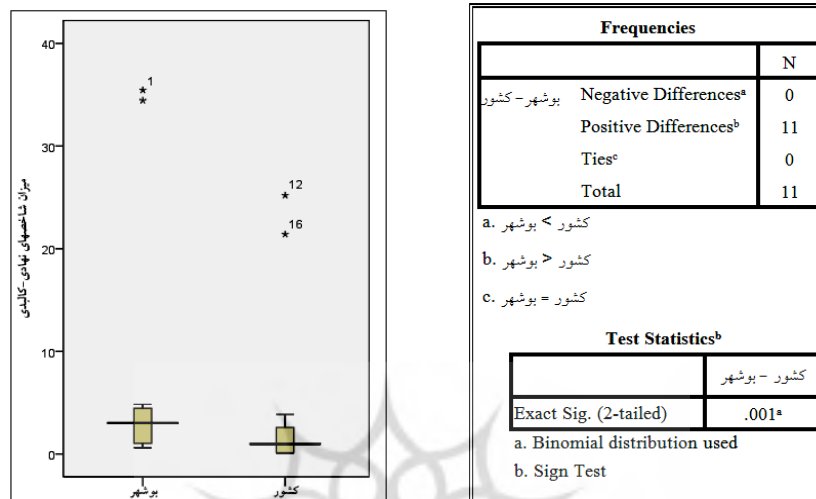 40
30
20
10
0
میزان شاخصهای نهادی-کالبدی
*1
*
12
*
16
*
بوشهر
کشور
Frequencies
N
بوشهر – کشور Negative Differencesᵃ 0
Positive Differencesᵇ 11
Tiesᶜ 0
Total 11
a. کشور < بوشهر
b. کشور > بوشهر
c. کشور = بوشهر
Test Statisticsᵇ
کشور – بوشهر
Exact Sig. (2-tailed) .001ᵃ
a. Binomial distribution used
b. Sign Test